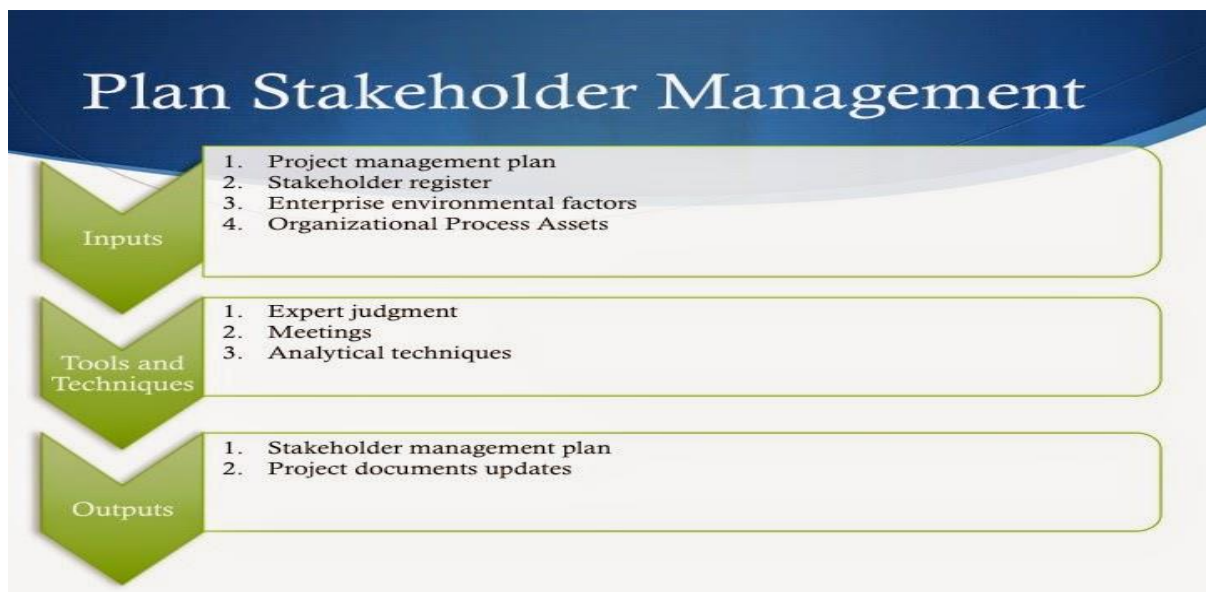 Plan Stakeholder Management
Inputs
1. Project management plan
2. Stakeholder register
3. Enterprise environmental factors
4. Organizational Process Assets
Tools and
Techniques
1. Expert judgment
2. Meetings
3. Analytical techniques
Outputs
1. Stakeholder management plan
2. Project documents updates